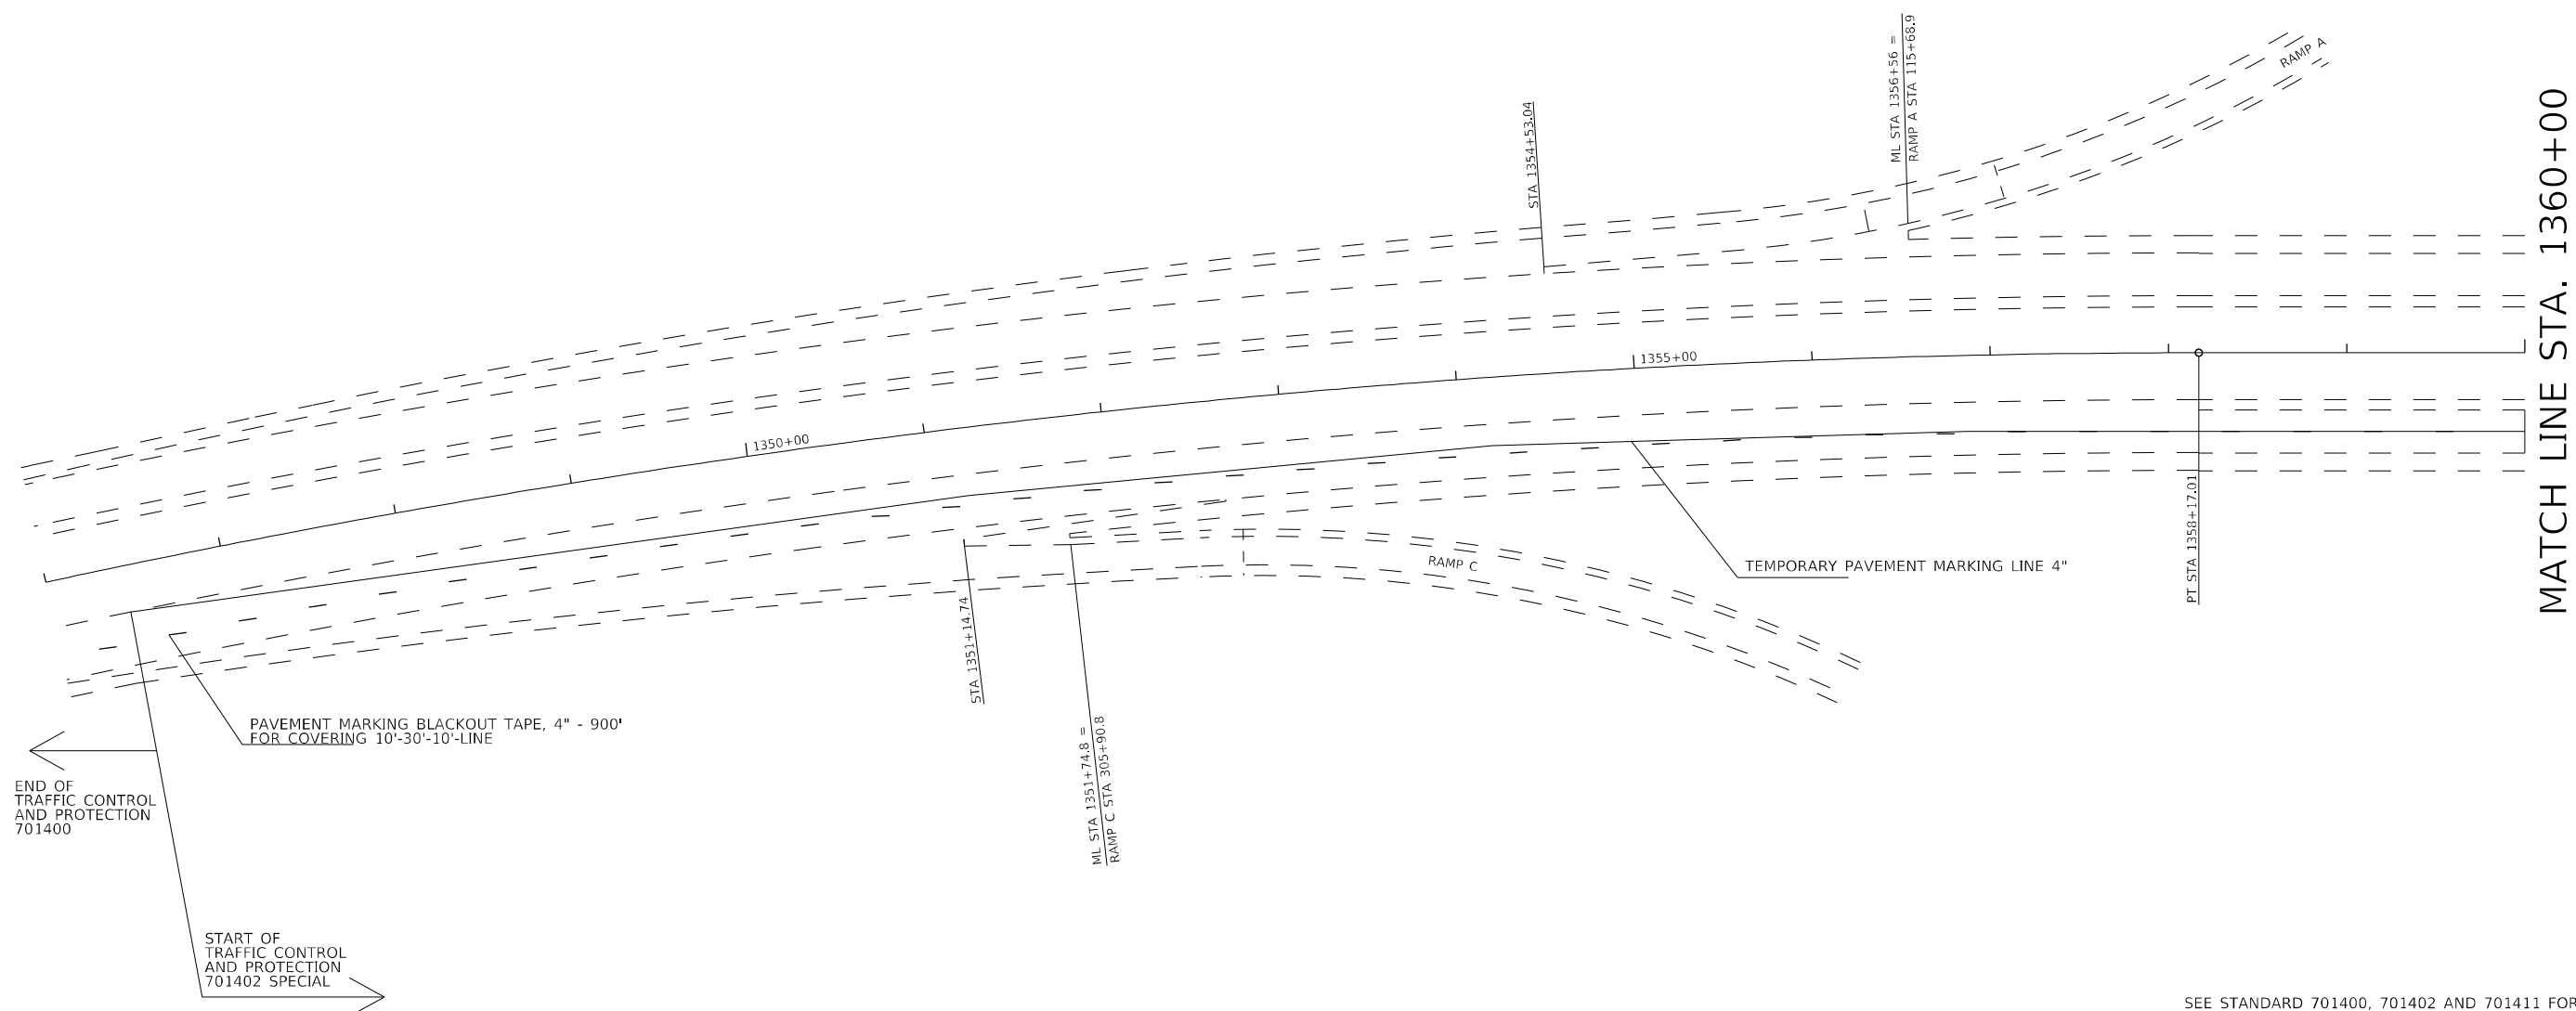 RAMP A
ML STA 1356+56 =
RAMP A STA 115+68.9
STA 1354+53.04
MATCH LINE STA. 1360+00
1355+00
1350+00
RAMP C
TEMPORARY PAVEMENT MARKING LINE 4"
PT STA 1358+17.01
STA 1351+14.74
ML STA 1351+74.8 =
RAMP C STA 305+90.8
PAVEMENT MARKING BLACKOUT TAPE, 4" - 900'
FOR COVERING 10'-30'-10'-LINE
END OF
TRAFFIC CONTROL
AND PROTECTION
701400
START OF
TRAFFIC CONTROL
AND PROTECTION
701402 SPECIAL
SEE STANDARD 701400, 701402 AND 701411 FOR